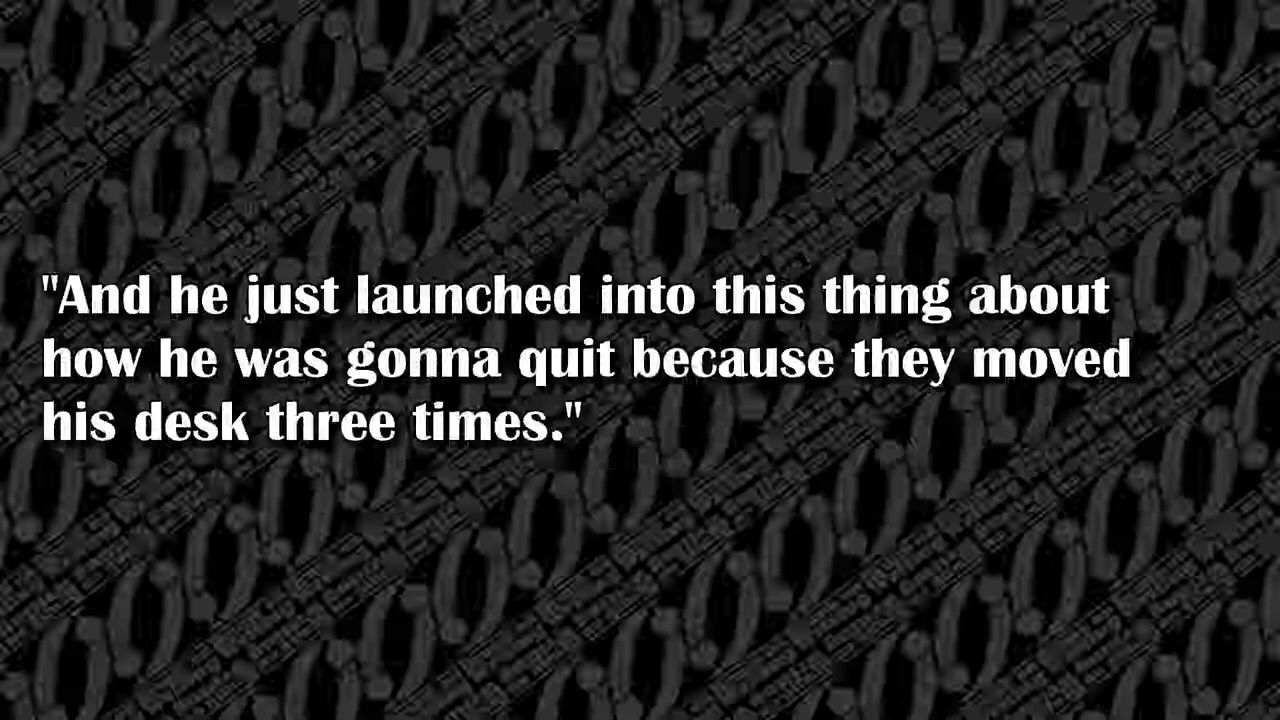 "And he just launched into this thing about
how he was gonna quit because they moved
his desk three times."